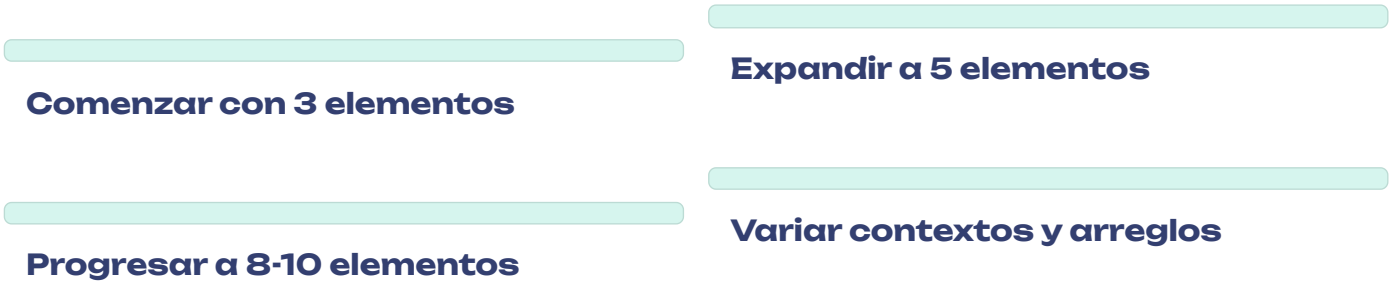 Comenzar con 3 elementos
Expandir a 5 elementos
Progresar a 8-10 elementos
Variar contextos y arreglos